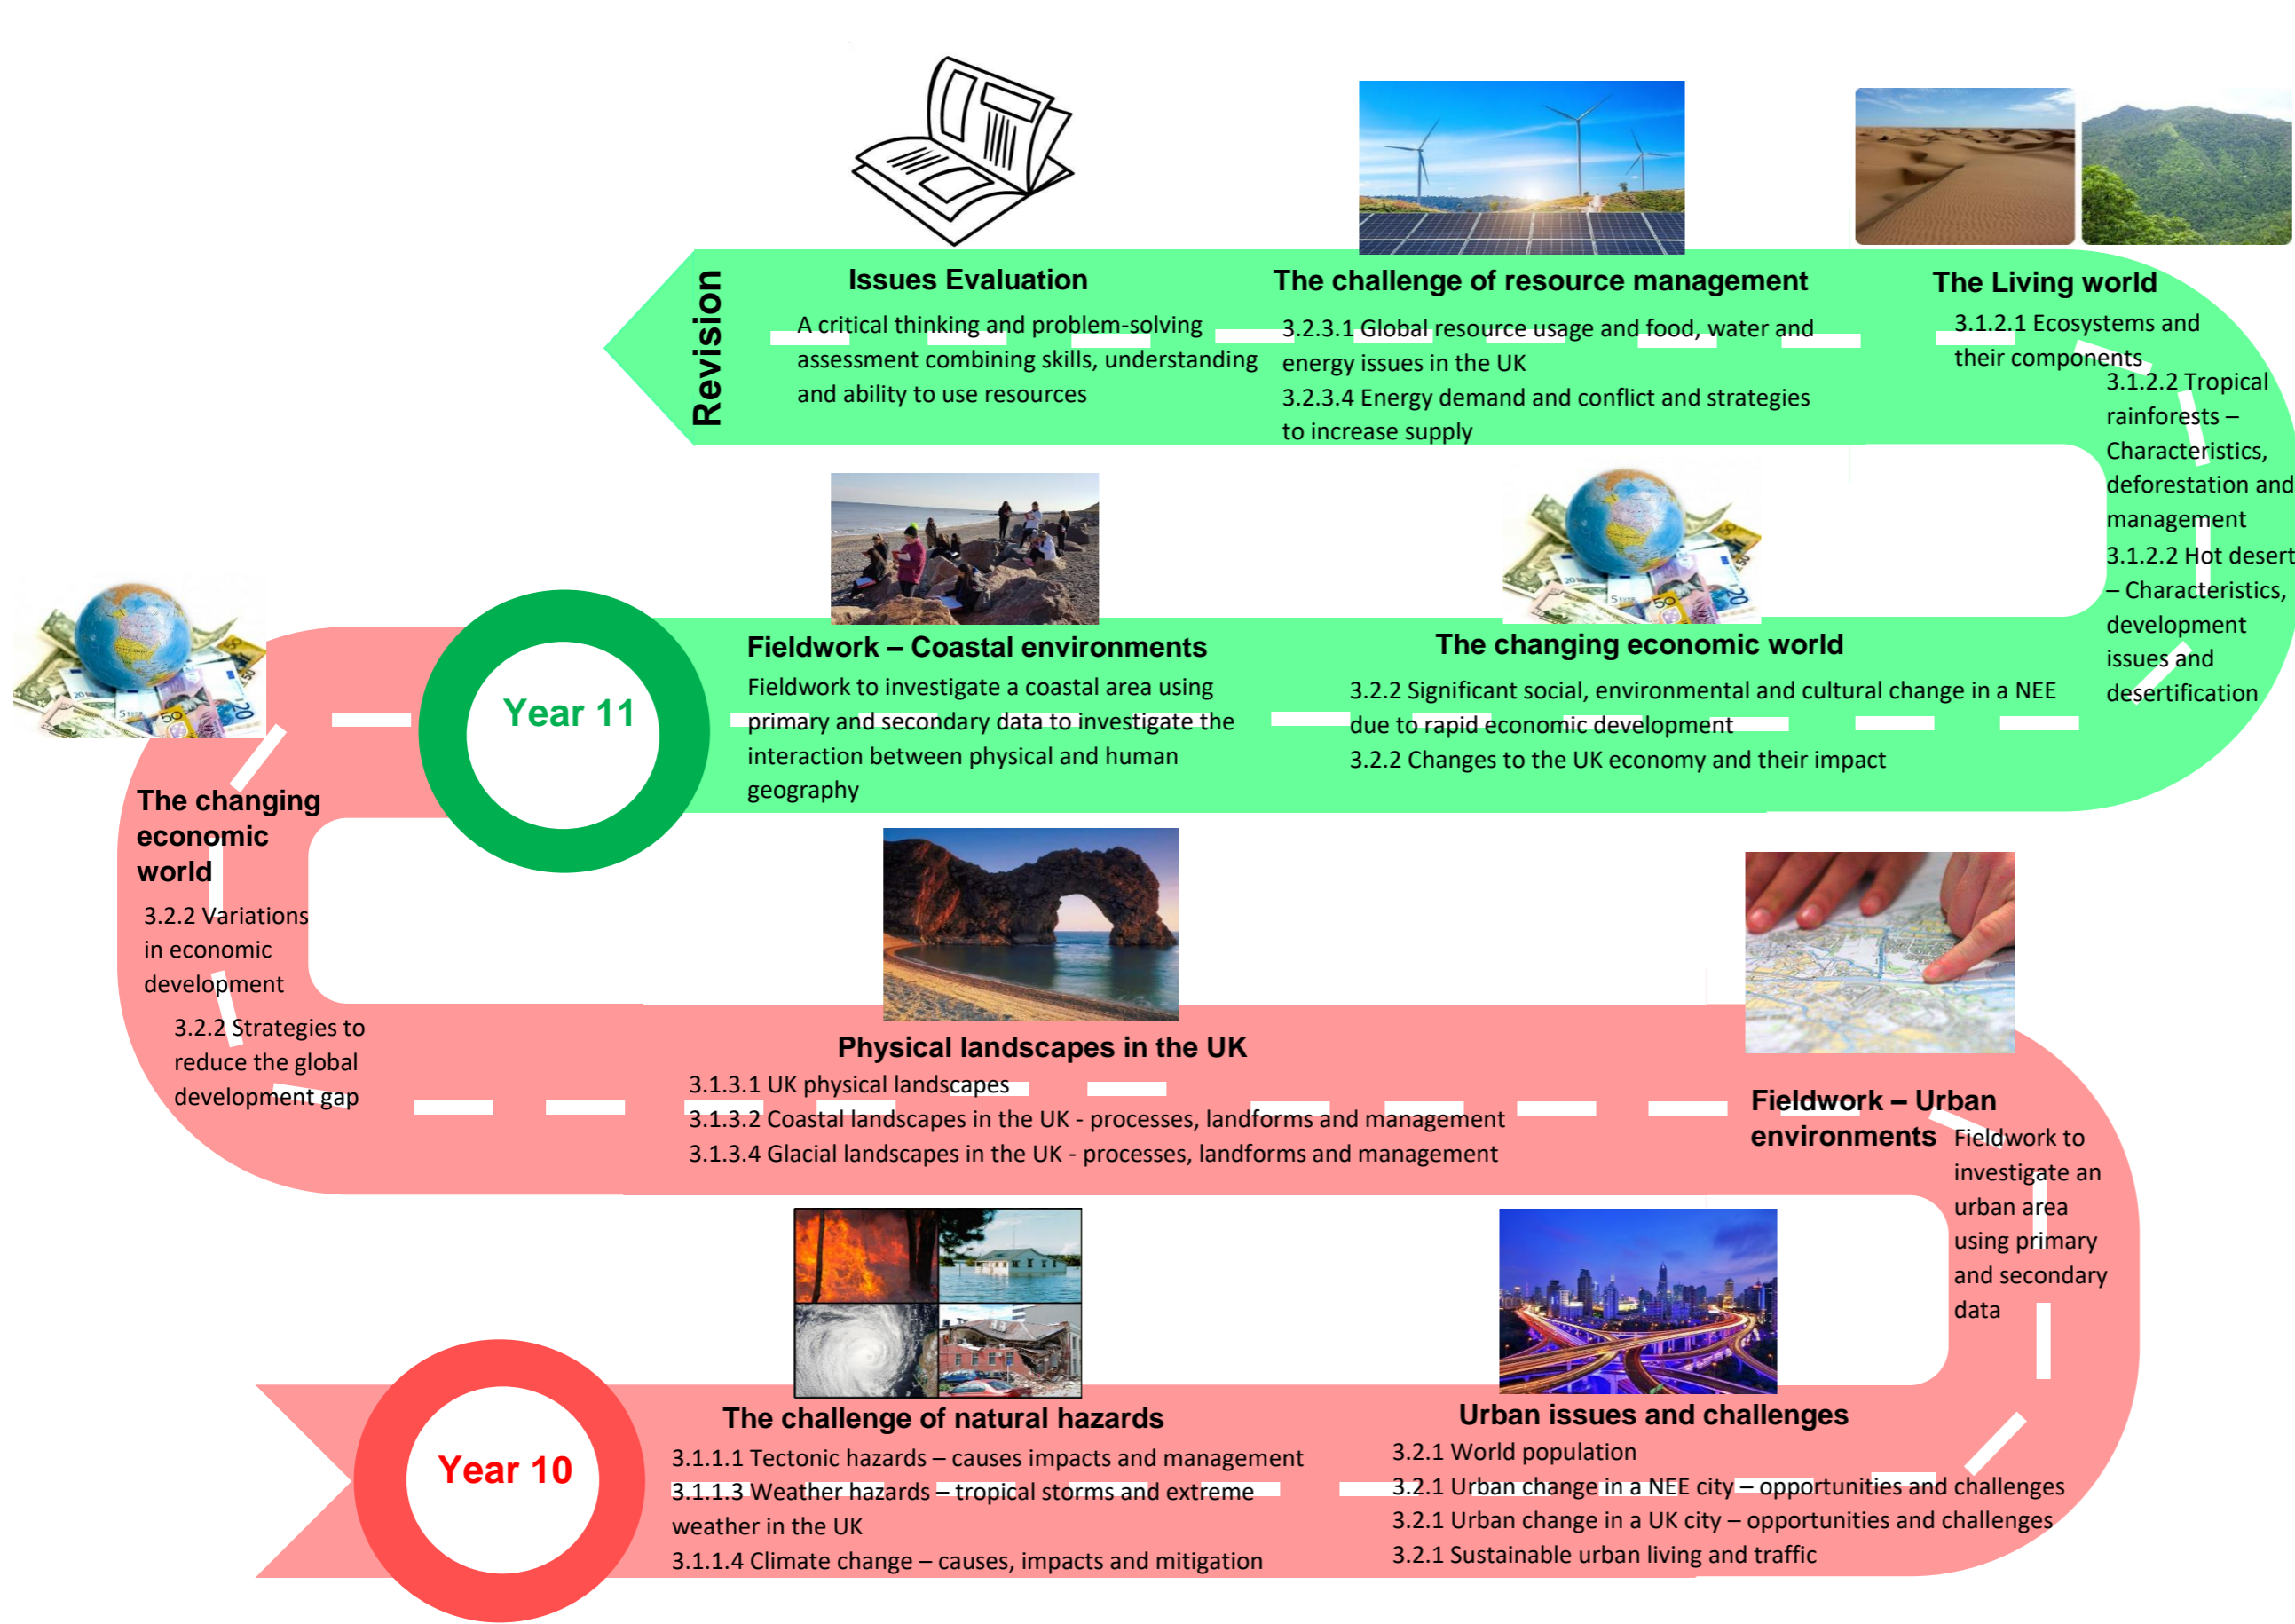 Issues Evaluation
A critical thinking and problem-solving
assessment combining skills, understanding
and ability to use resources
Revision
The challenge of resource management
3.2.3.1 Global resource usage and food, water and
energy issues in the UK
3.2.3.4 Energy demand and conflict and strategies
to increase supply
The Living world
3.1.2.1 Ecosystems and
their components
3.1.2.2 Tropical
rainforests –
Characteristics,
deforestation and
management
3.1.2.2 Hot desert
– Characteristics,
development
issues and
desertification
Year 11
Fieldwork – Coastal environments
Fieldwork to investigate a coastal area using
primary and secondary data to investigate the
interaction between physical and human
geography
The changing economic world
3.2.2 Significant social, environmental and cultural change in a NEE
due to rapid economic development
3.2.2 Changes to the UK economy and their impact
The changing
economic
world
3.2.2 Variations
in economic
development
3.2.2 Strategies to
reduce the global
development gap
Physical landscapes in the UK
3.1.3.1 UK physical landscapes
3.1.3.2 Coastal landscapes in the UK - processes, landforms and management
3.1.3.4 Glacial landscapes in the UK - processes, landforms and management
Fieldwork – Urban
environments
Fieldwork to
investigate an
urban area
using primary
and secondary
data
Year 10
The challenge of natural hazards
3.1.1.1 Tectonic hazards – causes impacts and management
3.1.1.3 Weather hazards – tropical storms and extreme
weather in the UK
3.1.1.4 Climate change – causes, impacts and mitigation
Urban issues and challenges
3.2.1 World population
3.2.1 Urban change in a NEE city – opportunities and challenges
3.2.1 Urban change in a UK city – opportunities and challenges
3.2.1 Sustainable urban living and traffic